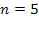 n = 5